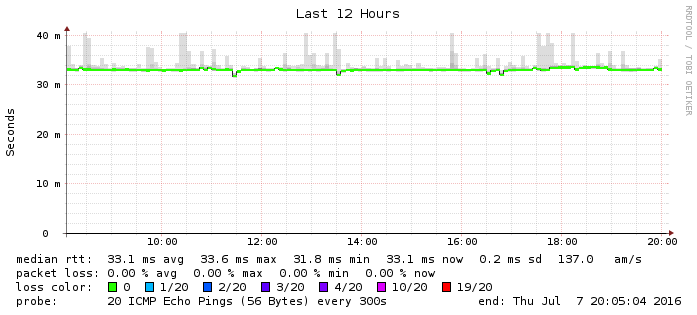 Last 12 Hours
RRDTOOL / TOBI OETIKER
Seconds
40 m
30 m
20 m
10 m
0
10:00 12:00 14:00 16:00 18:00 20:00
median rtt: 33.1 ms avg 33.6 ms max 31.8 ms min 33.1 ms now 0.2 ms sd 137.0 am/s
packet loss: 0.00 % avg 0.00 % max 0.00 % min 0.00 % now
loss color: 0 1/20 2/20 3/20 4/20 10/20 19/20
probe: 20 ICMP Echo Pings (56 Bytes) every 300s end: Thu Jul 7 20:05:04 2016